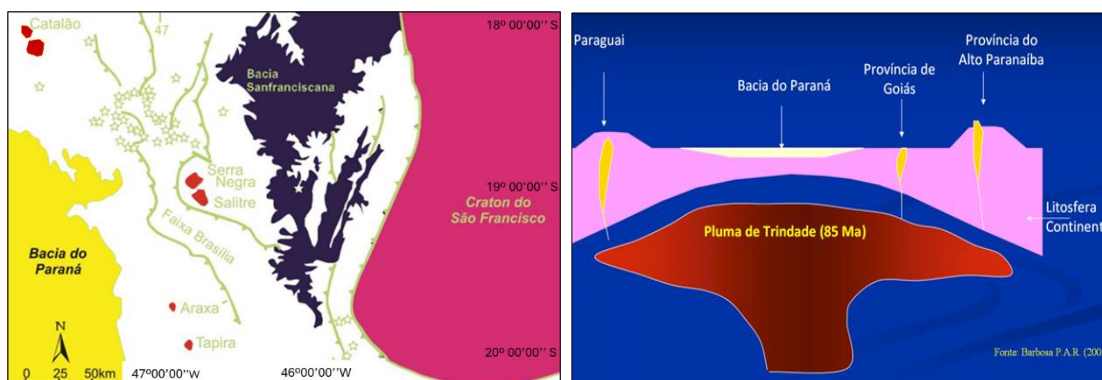 Catalão
47
18º 00'00'' S
Bacia
Sanfranciscana
Serra
Negra
Salitre
19º 00'00'' S
Craton do
São Francisco
Faixa Brasília
Bacia do
Paraná
Araxa
Tapira
N
0 25 50km
47º00'00''W
46º00'00''W
20º 00'00'' S
Paraguai
Bacia do Paraná
Província de
Goiás
Província do
Alto Paranaíba
Litosfera
Continent
Pluma de Trindade (85 Ma)
Fonte: Barbosa P.A.R. (200